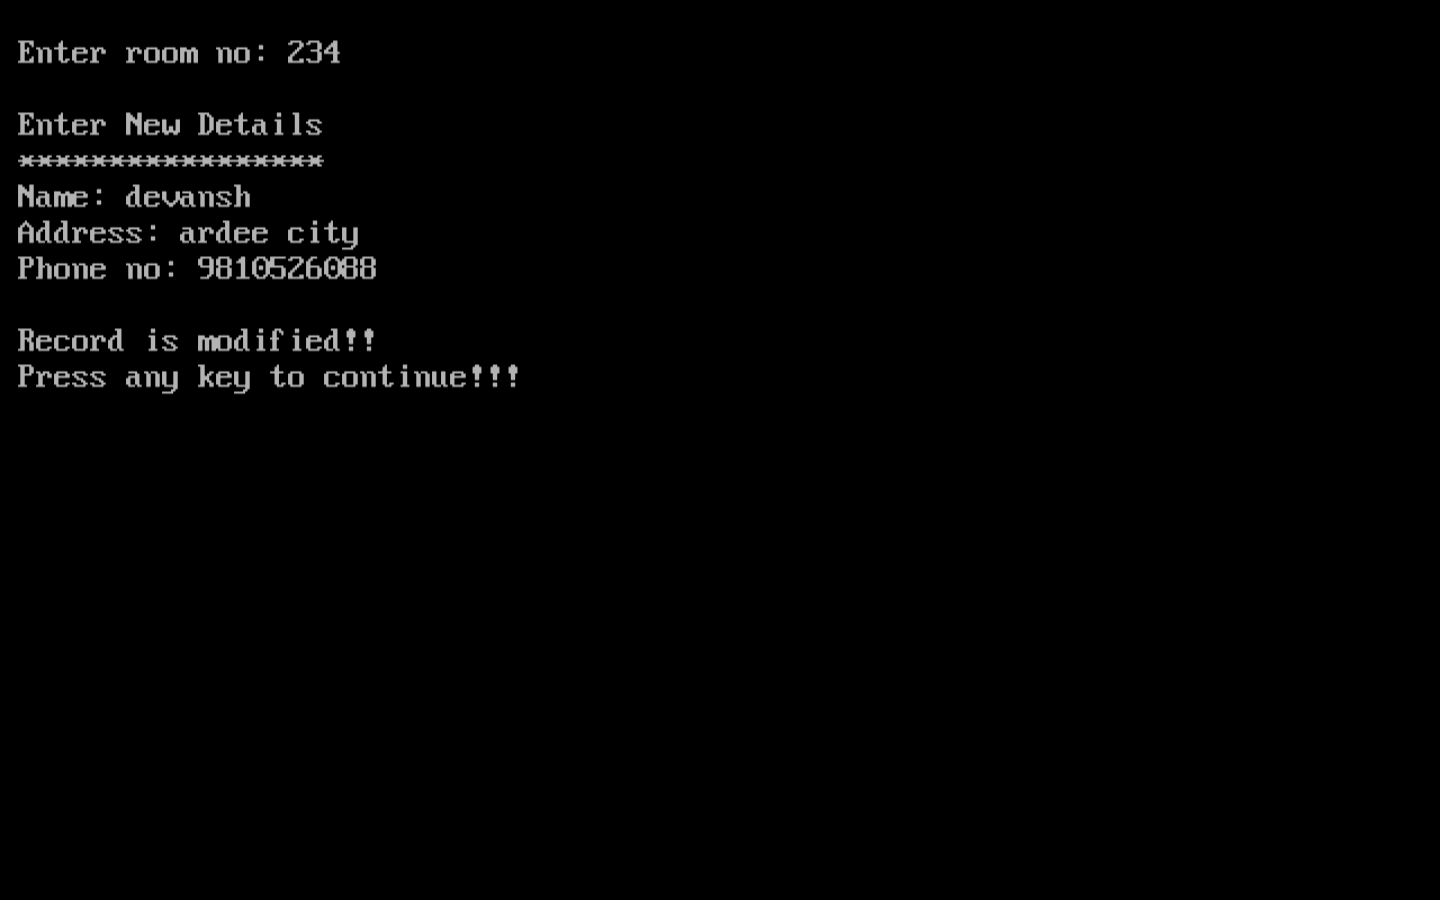 Enter room no: 234
Enter New Details
*****************
Name: devansh
Address: ardee city
Phone no: 9810526088
Record is modified!!
Press any key to continue!!!